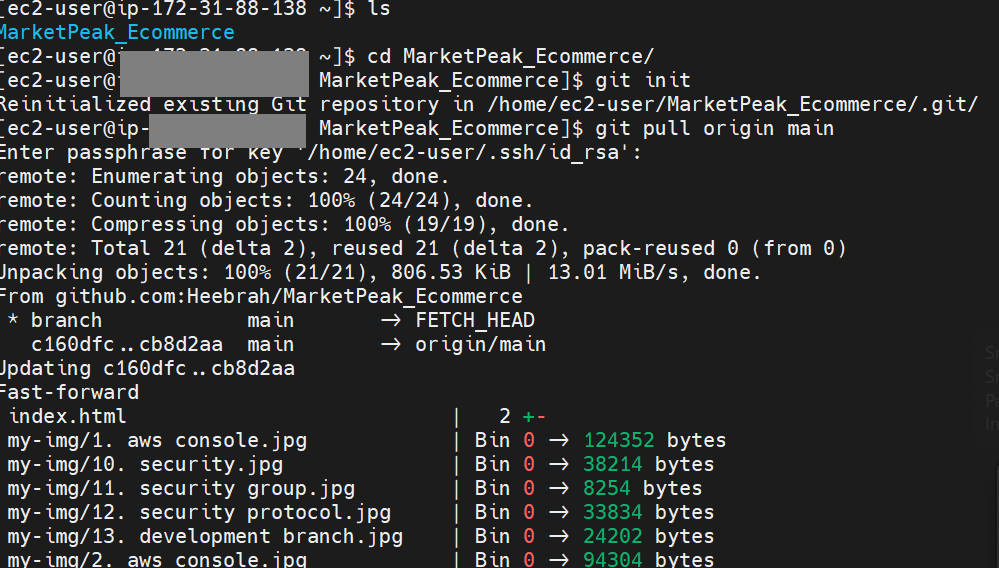 [ec2-user@ip-172-31-88-138 ~]$ ls
MarketPeak_Ecommerce
[ec2-user@ ~]$ cd MarketPeak_Ecommerce/
[ec2-user@ MarketPeak_Ecommerce]$ git init
Reinitialized existing Git repository in /home/ec2-user/MarketPeak_Ecommerce/.git/
[ec2-user@ip- MarketPeak_Ecommerce]$ git pull origin main
Enter passphrase for key '/home/ec2-user/.ssh/id_rsa':
remote: Enumerating objects: 24, done.
remote: Counting objects: 100% (24/24), done.
remote: Compressing objects: 100% (19/19), done.
remote: Total 21 (delta 2), reused 21 (delta 2), pack-reused 0 (from 0)
Unpacking objects: 100% (21/21), 806.53 KiB | 13.01 MiB/s, done.
From github.com:Heebrah/MarketPeak_Ecommerce
* branch main -> FETCH_HEAD
c160dfc..cb8d2aa main -> origin/main
Updating c160dfc..cb8d2aa
Fast-forward
index.html | 2 +-
my-img/1. aws console.jpg | Bin 0 -> 124352 bytes
my-img/10. security.jpg | Bin 0 -> 38214 bytes
my-img/11. security group.jpg | Bin 0 -> 8254 bytes
my-img/12. security protocol.jpg | Bin 0 -> 33834 bytes
my-img/13. development branch.jpg | Bin 0 -> 24202 bytes
my-img/2. aws console.jpg | Bin 0 -> 94304 bytes